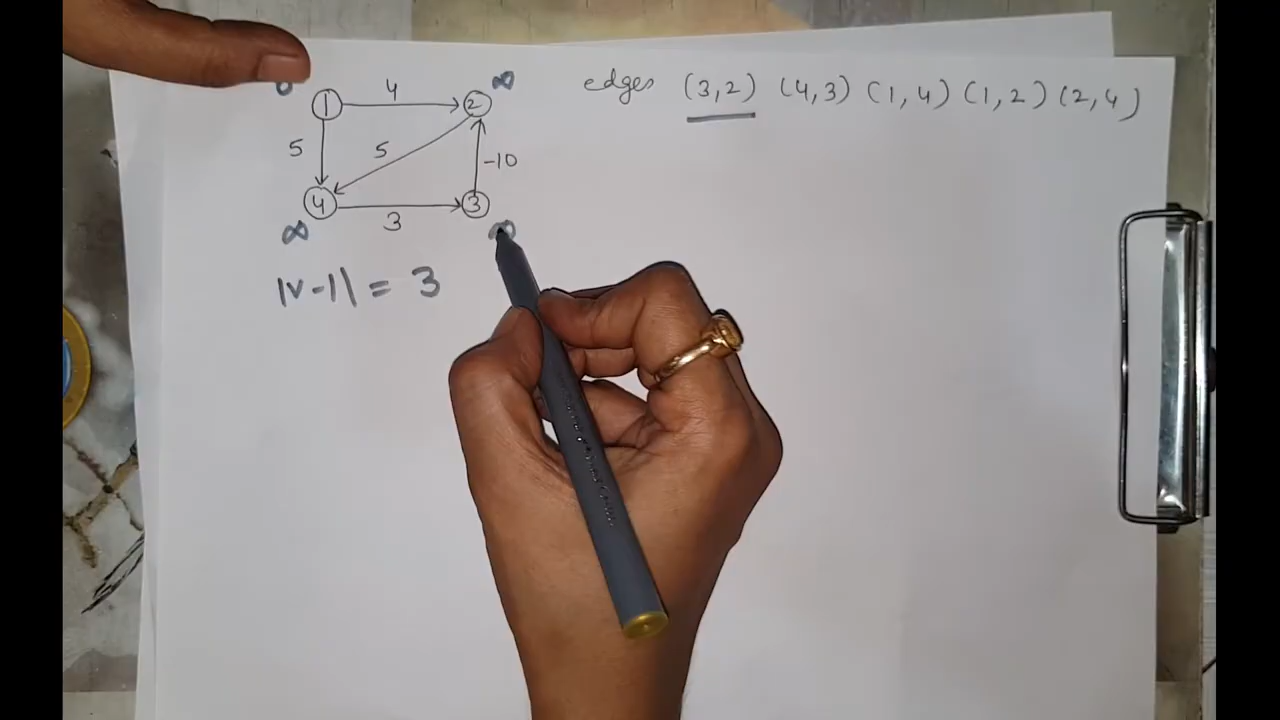 0 ∞
1 4 2
5 5 -10
4 3 3
∞ ∞
|v-1| = 3
edges (3,2) (4,3) (1,4) (1,2) (2,4)